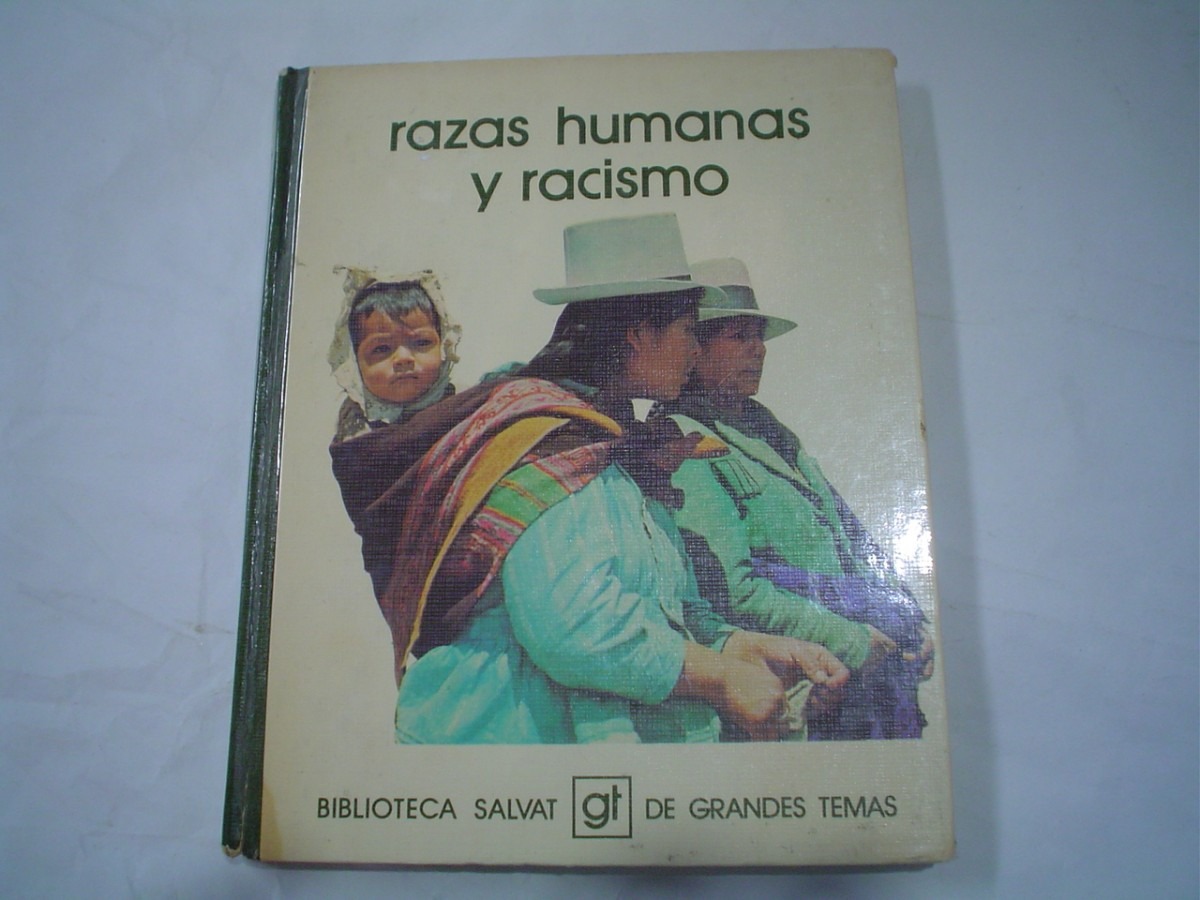 razas humanas
y racismo
BIBLIOTECA SALVAT gt DE GRANDES TEMAS